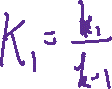 K₁ = k₁/k₋₁